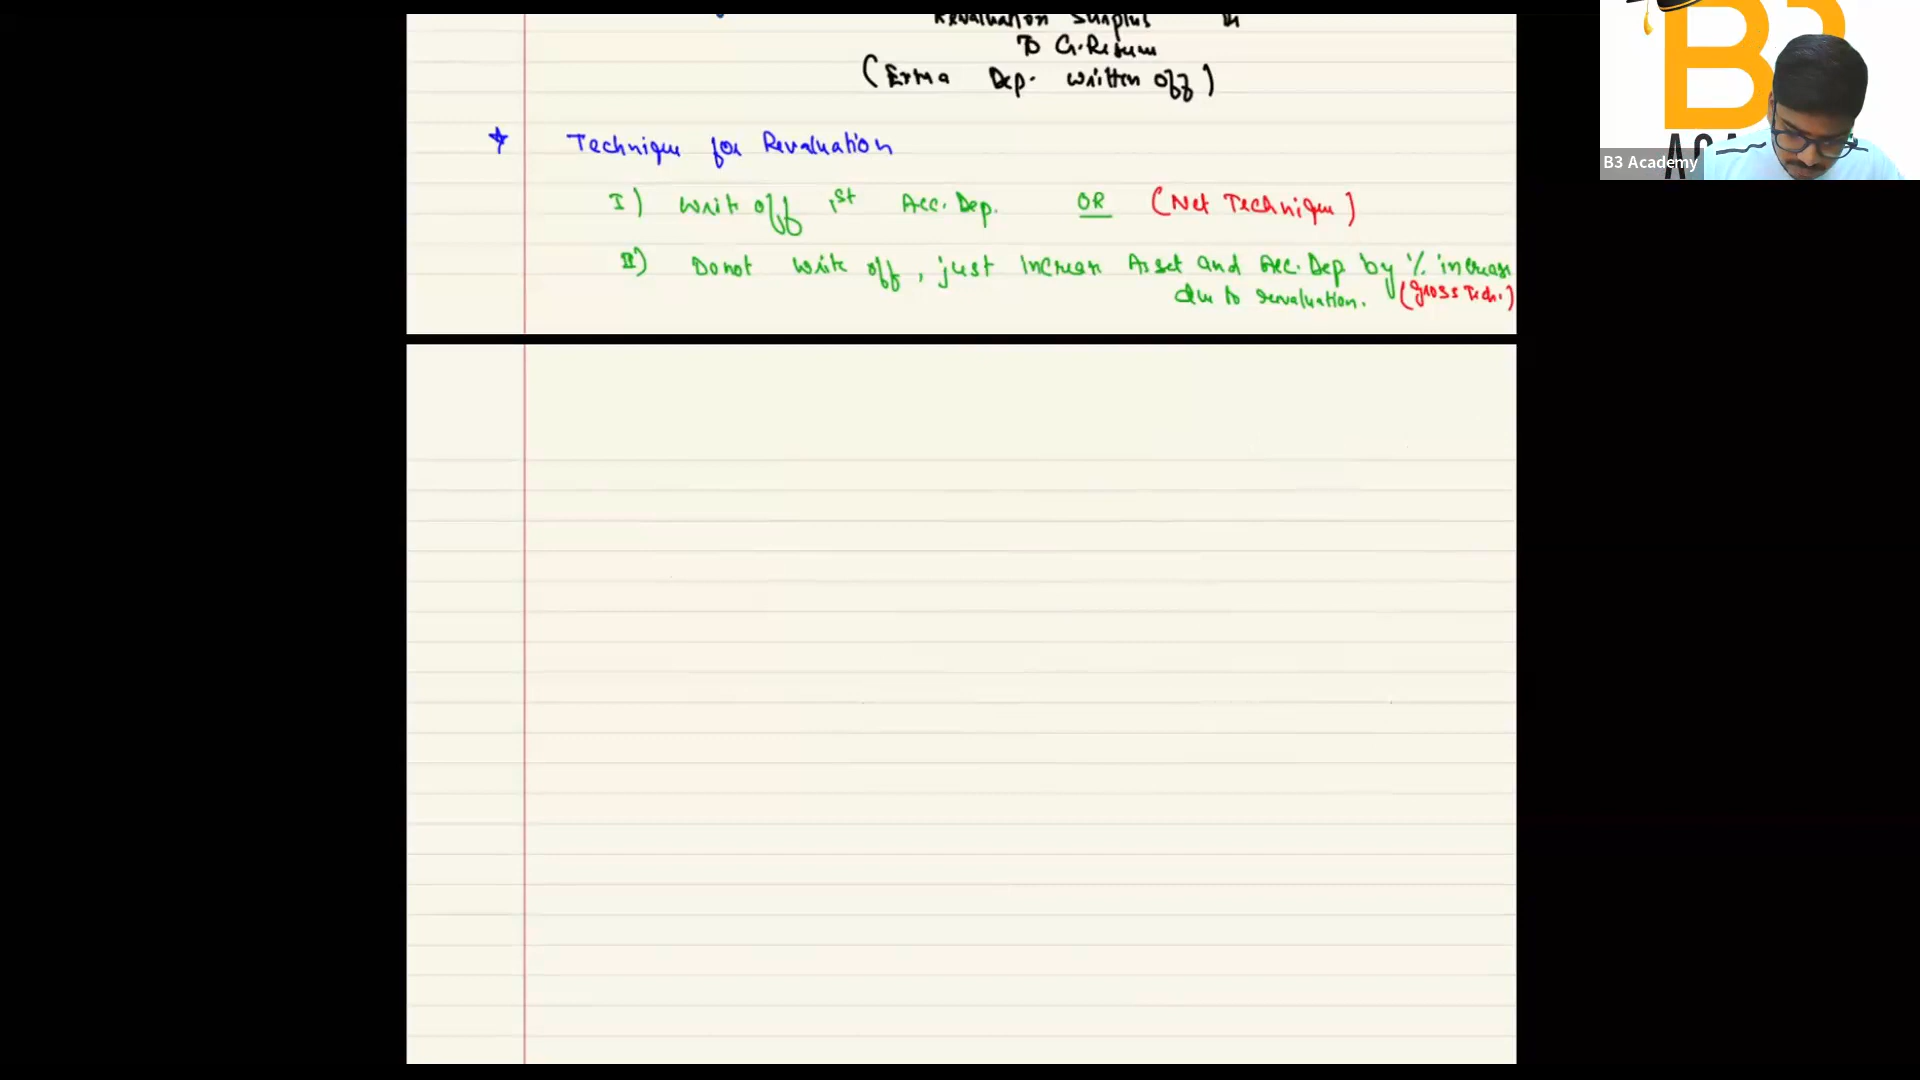 Revaluation Surplus Dr
To G.Reserve
(Extra Dep. written off)
Technique for Revaluation
I) Write off 1st Acc. Dep. OR (Net Technique)
II) Donot write off, just increase Asset and Acc. Dep by % increase
due to revaluation. (gross Tech.)
B3
B3 Academy